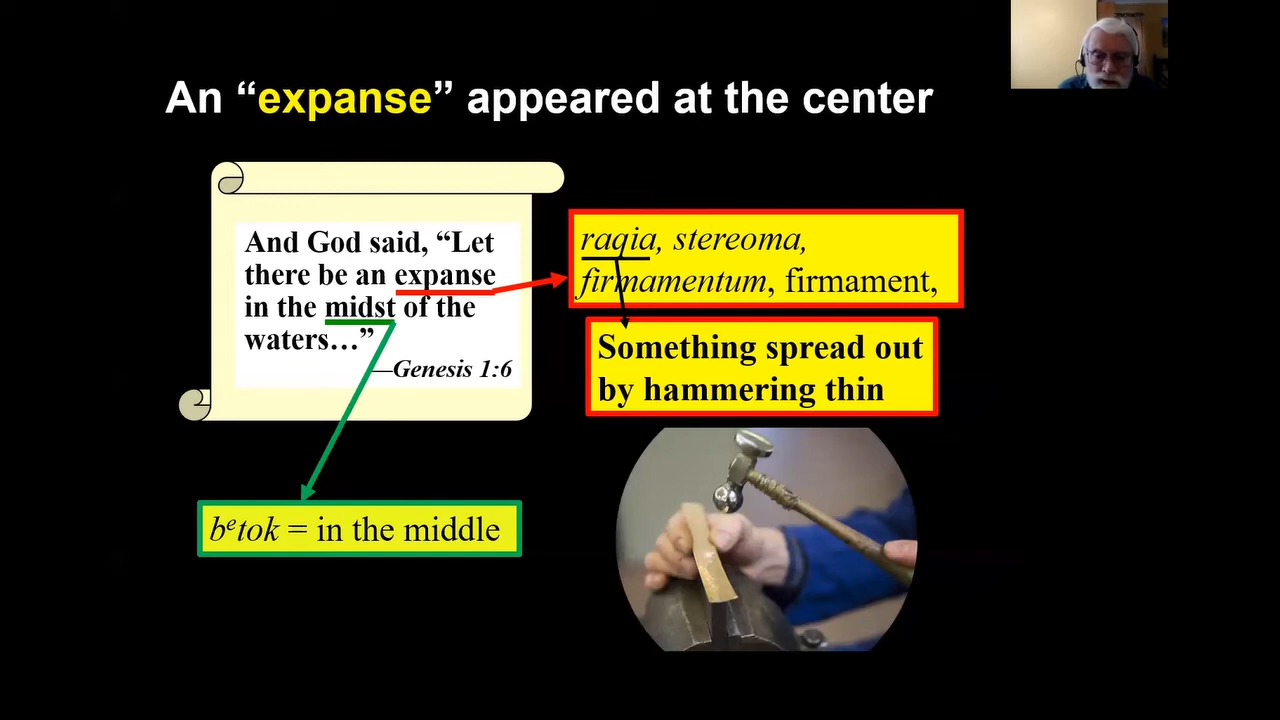 An “expanse” appeared at the center
And God said, “Let
there be an expanse
in the midst of the
waters…”
—Genesis 1:6
raqia, stereoma,
firmamentum, firmament,
Something spread out
by hammering thin
bᵉtok = in the middle